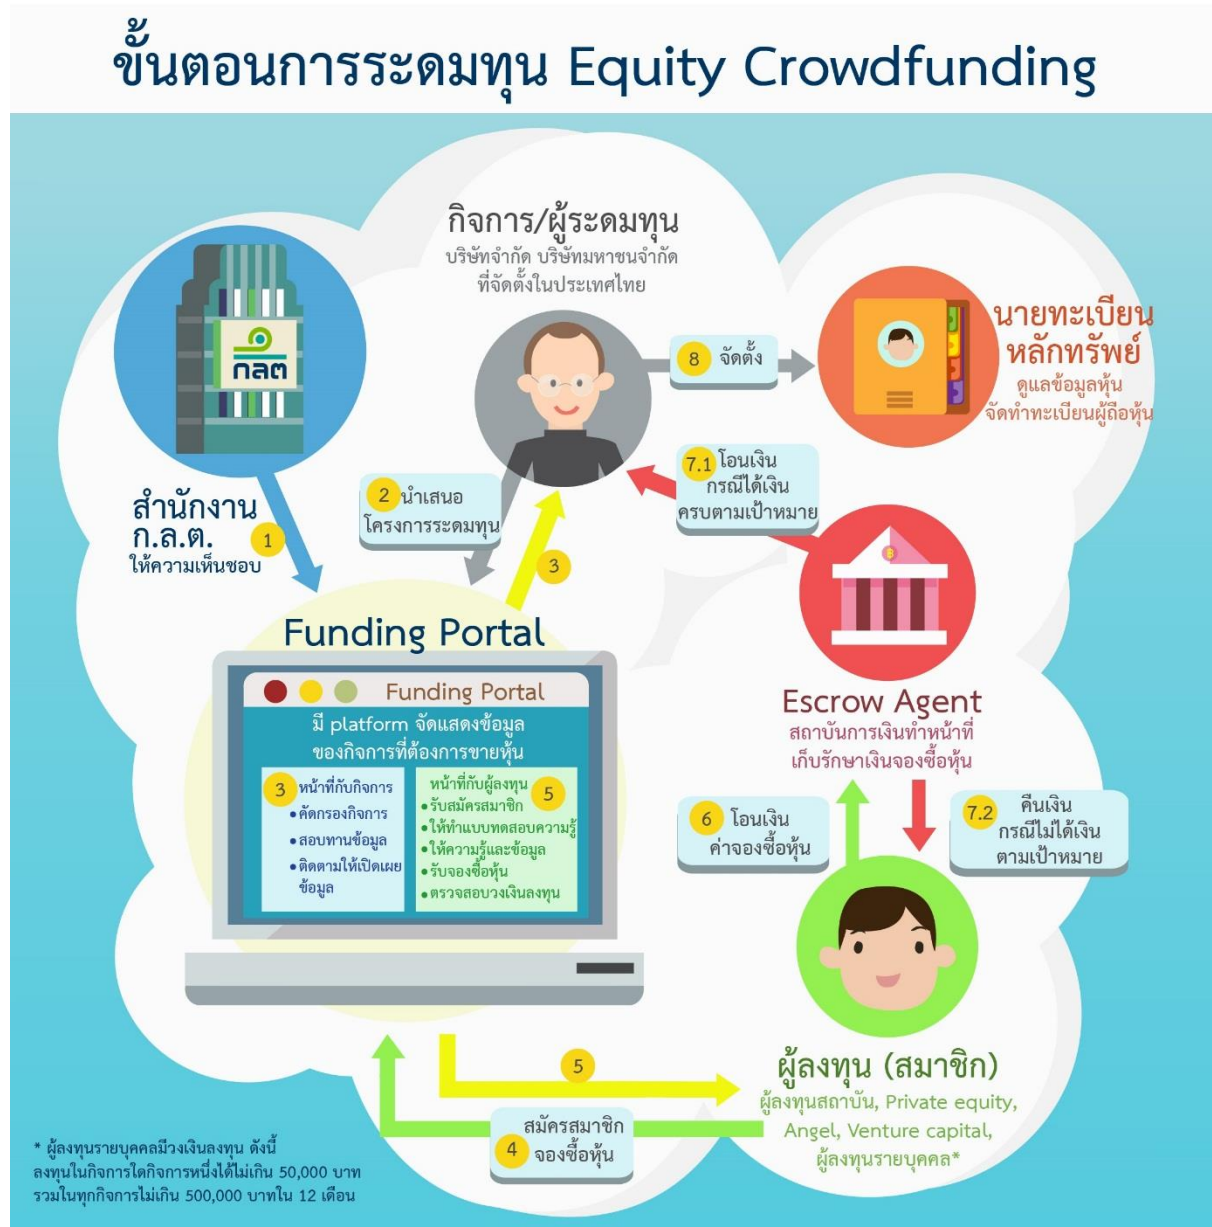 ขั้นตอนการระดมทุน Equity Crowdfunding
กิจการ/ผู้ระดมทุน
บริษัทจำกัด บริษัทมหาชนจำกัด
ที่จัดตั้งในประเทศไทย
กลต
สำนักงาน
ก.ล.ต.
ให้ความเห็นชอบ
1
2 นำเสนอ
โครงการระดมทุน
3
8 จัดตั้ง
นายทะเบียน
หลักทรัพย์
ดูแลข้อมูลหุ้น
จัดทำทะเบียนผู้ถือหุ้น
7.1 โอนเงิน
กรณีได้เงิน
ครบตามเป้าหมาย
฿
Escrow Agent
สถาบันการเงินทำหน้าที่
เก็บรักษาเงินจองซื้อหุ้น
Funding Portal
Funding Portal
มี platform จัดแสดงข้อมูล
ของกิจการที่ต้องการขายหุ้น
3 หน้าที่กับกิจการ
•คัดกรองกิจการ
•สอบทานข้อมูล
•ติดตามให้เปิดเผย
ข้อมูล
หน้าที่กับผู้ลงทุน 5
•รับสมัครสมาชิก
•ให้ทำแบบทดสอบความรู้
•ให้ความรู้และข้อมูล
•รับจองซื้อหุ้น
•ตรวจสอบวงเงินลงทุน
6 โอนเงิน
ค่าจองซื้อหุ้น
7.2 คืนเงิน
กรณีไม่ได้เงิน
ตามเป้าหมาย
5
4 สมัครสมาชิก
จองซื้อหุ้น
ผู้ลงทุน (สมาชิก)
ผู้ลงทุนสถาบัน, Private equity,
Angel, Venture capital,
ผู้ลงทุนรายบุคคล*
* ผู้ลงทุนรายบุคคลมีวงเงินลงทุน ดังนี้
ลงทุนในกิจการใดกิจการหนึ่งได้ไม่เกิน 50,000 บาท
รวมในทุกกิจการไม่เกิน 500,000 บาทใน 12 เดือน